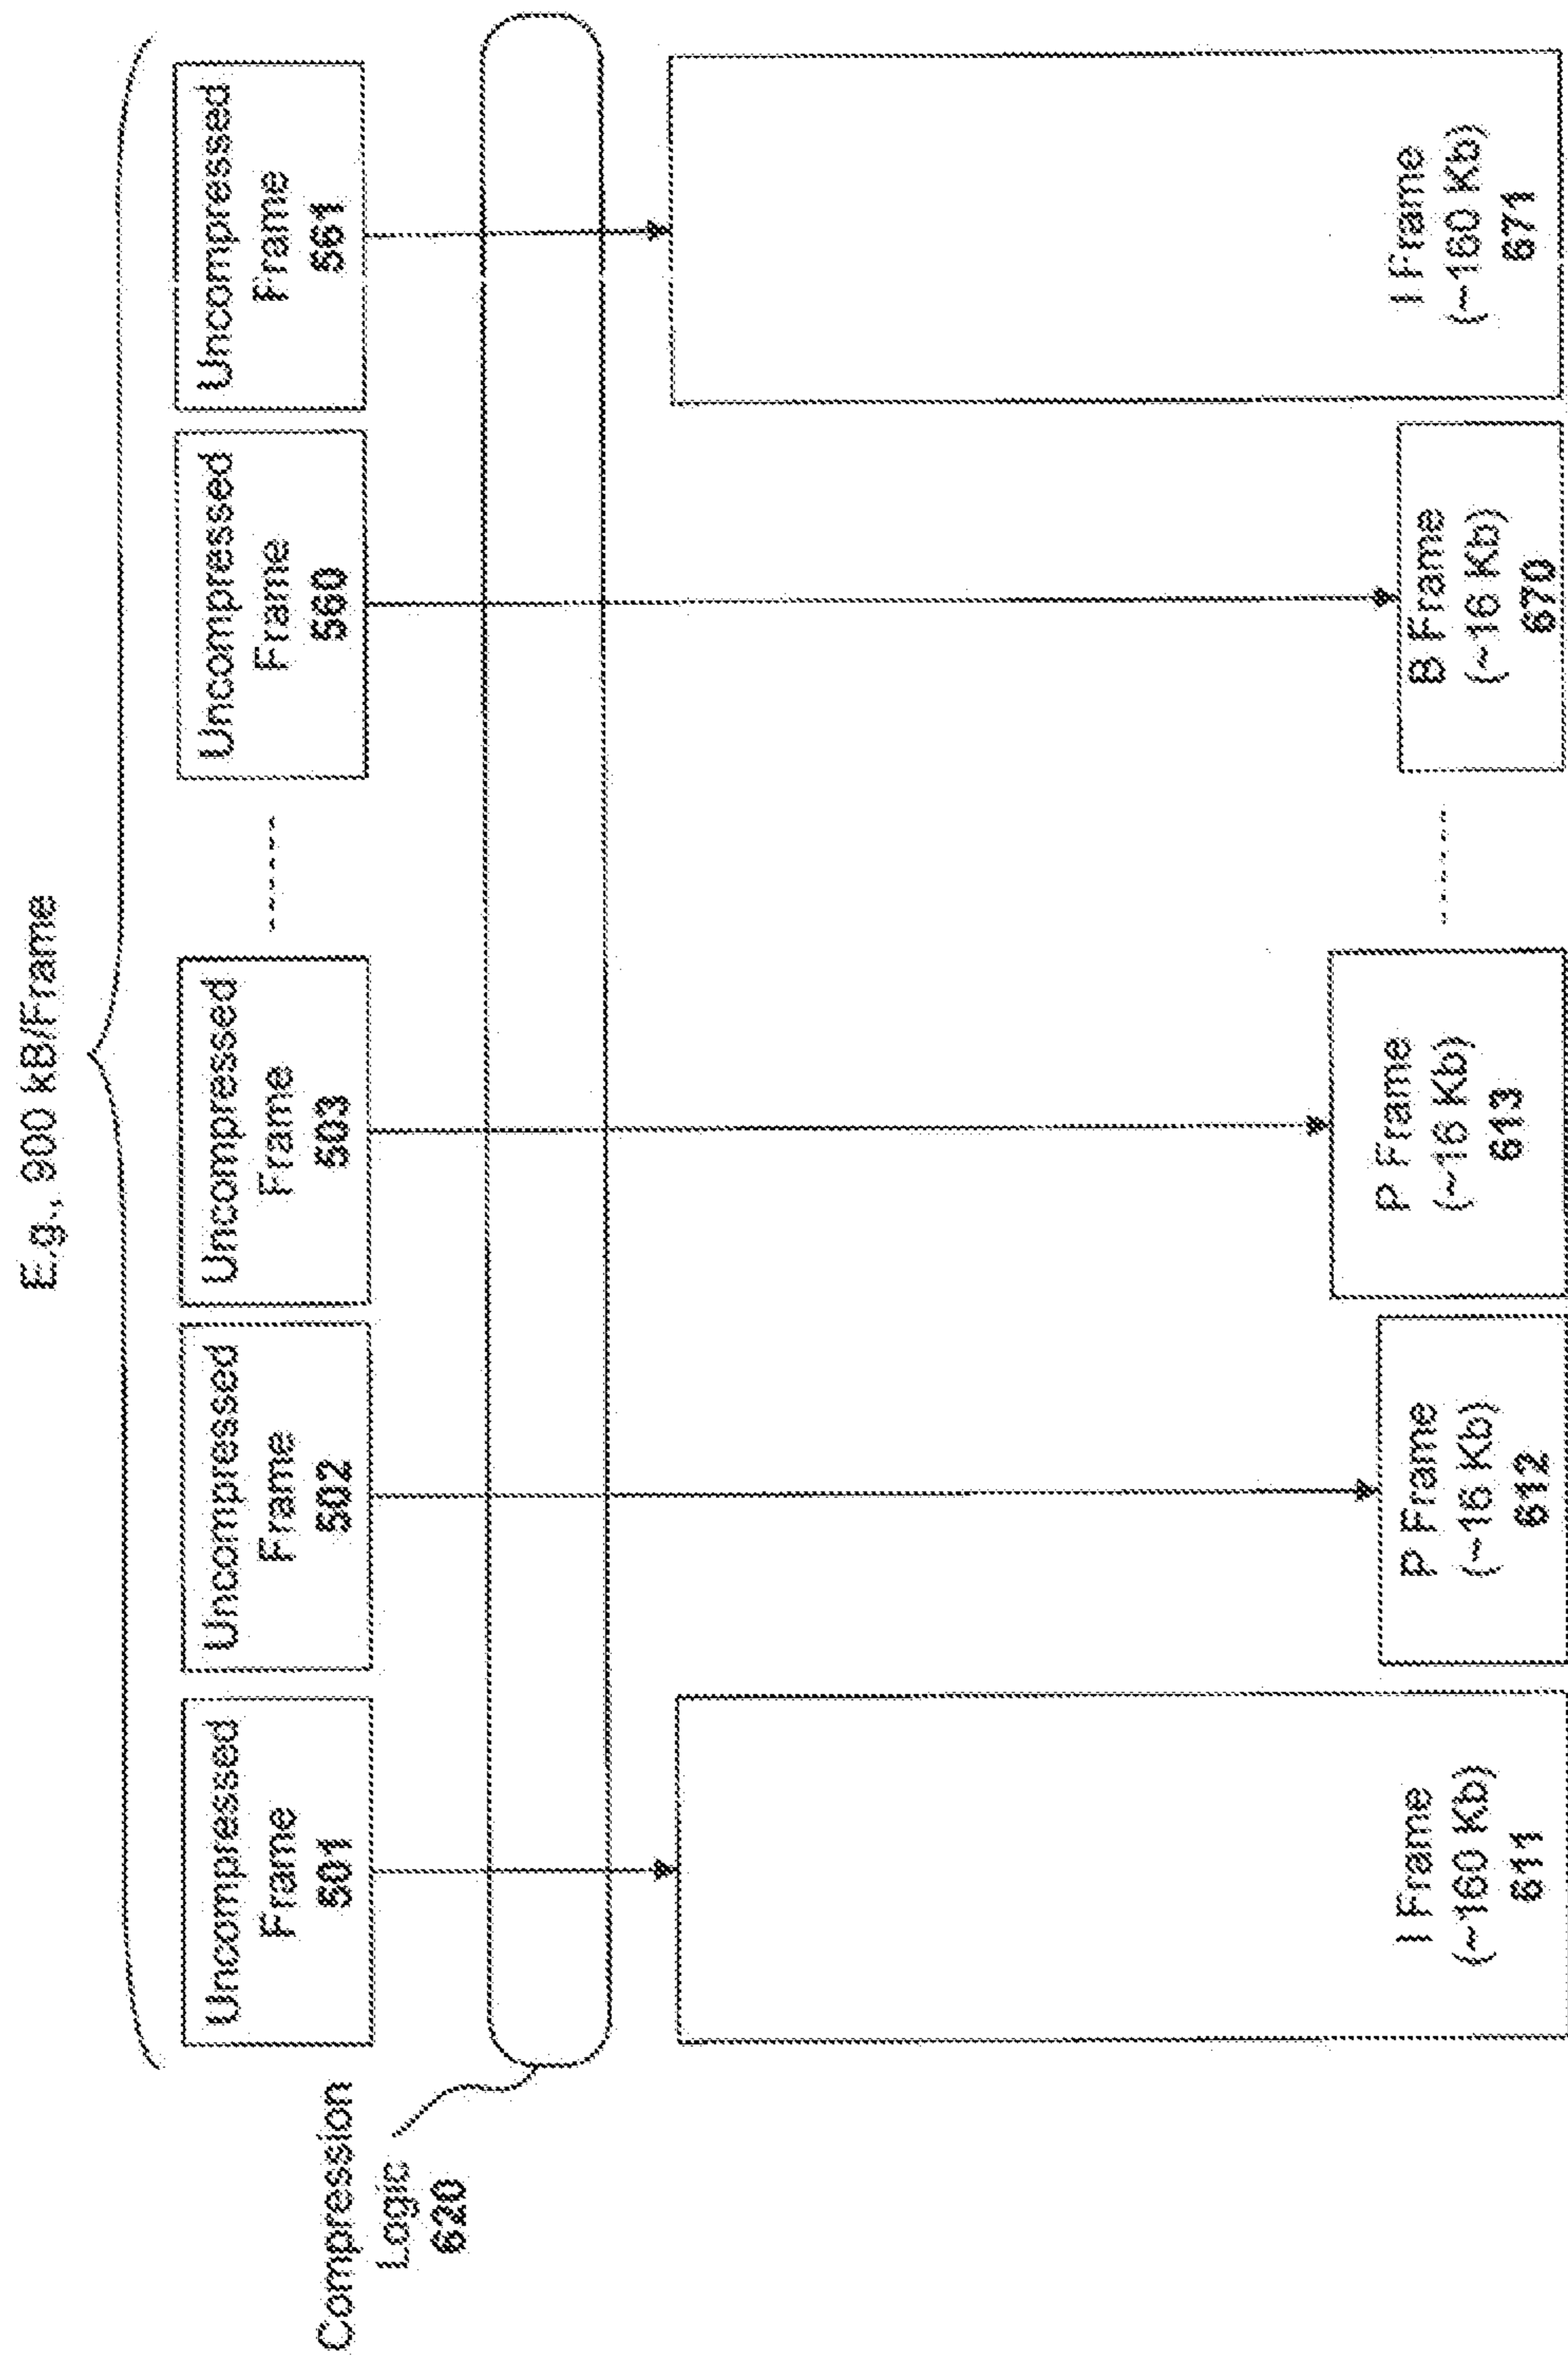 E.g., 900 kB/Frame
Uncompressed
Frame
501
Uncompressed
Frame
502
Uncompressed
Frame
503
Uncompressed
Frame
560
Uncompressed
Frame
561
Compression
Logic
620
I Frame
(~160 Kb)
611
P Frame
(~16 Kb)
612
P Frame
(~16 Kb)
613
B Frame
(~16 Kb)
670
I Frame
(~160 Kb)
671